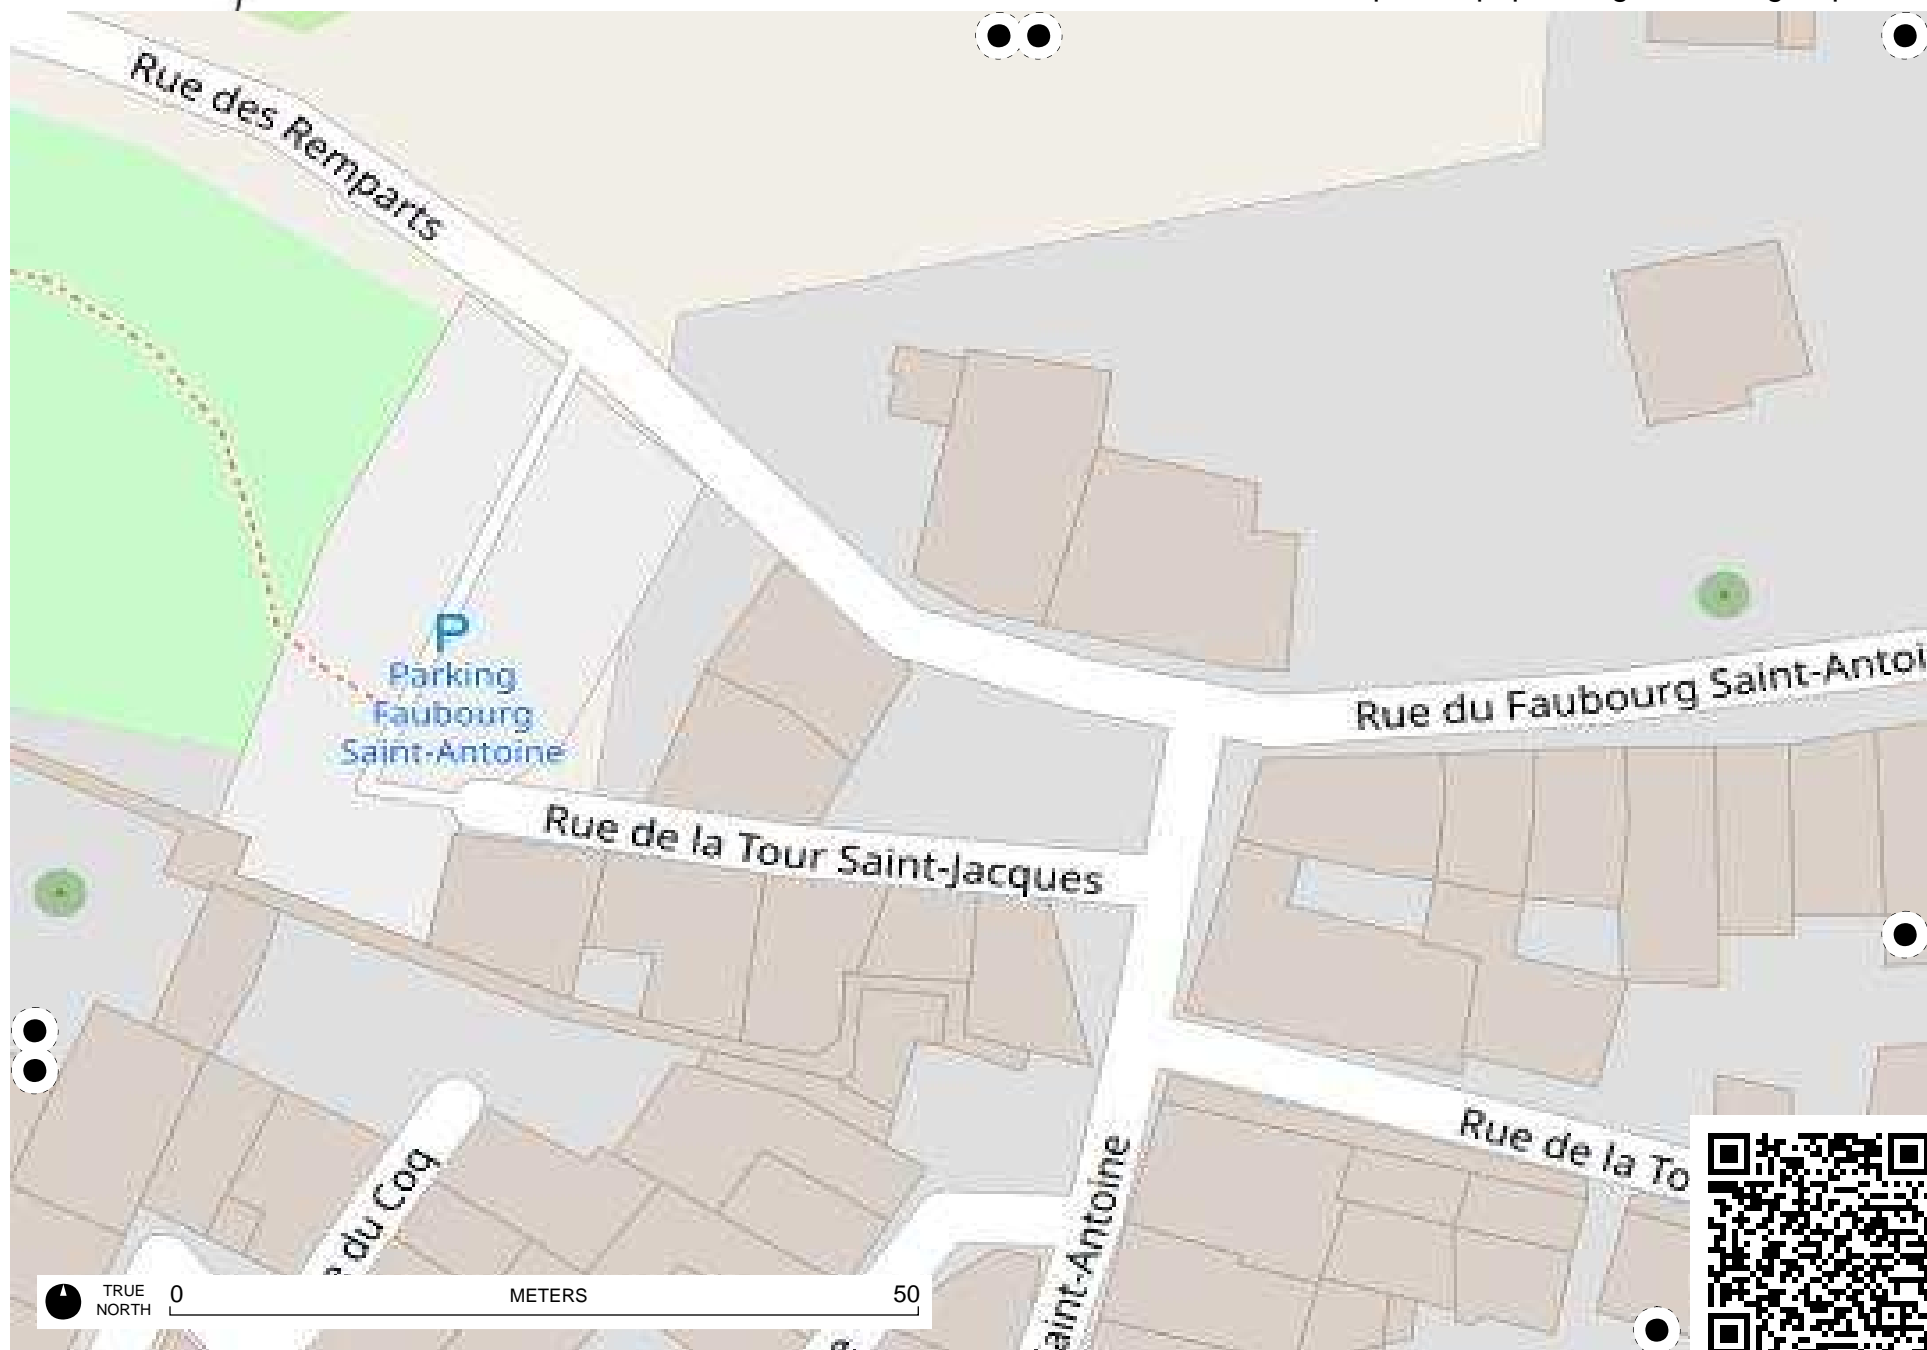 Rue des Remparts
P
Parking
Faubourg
Saint-Antoine
Rue du Faubourg Saint-Antoi
Rue de la Tour Saint-Jacques
Rue de la To
du Coq
aint-Antoine
TRUE
NORTH
0
METERS
50